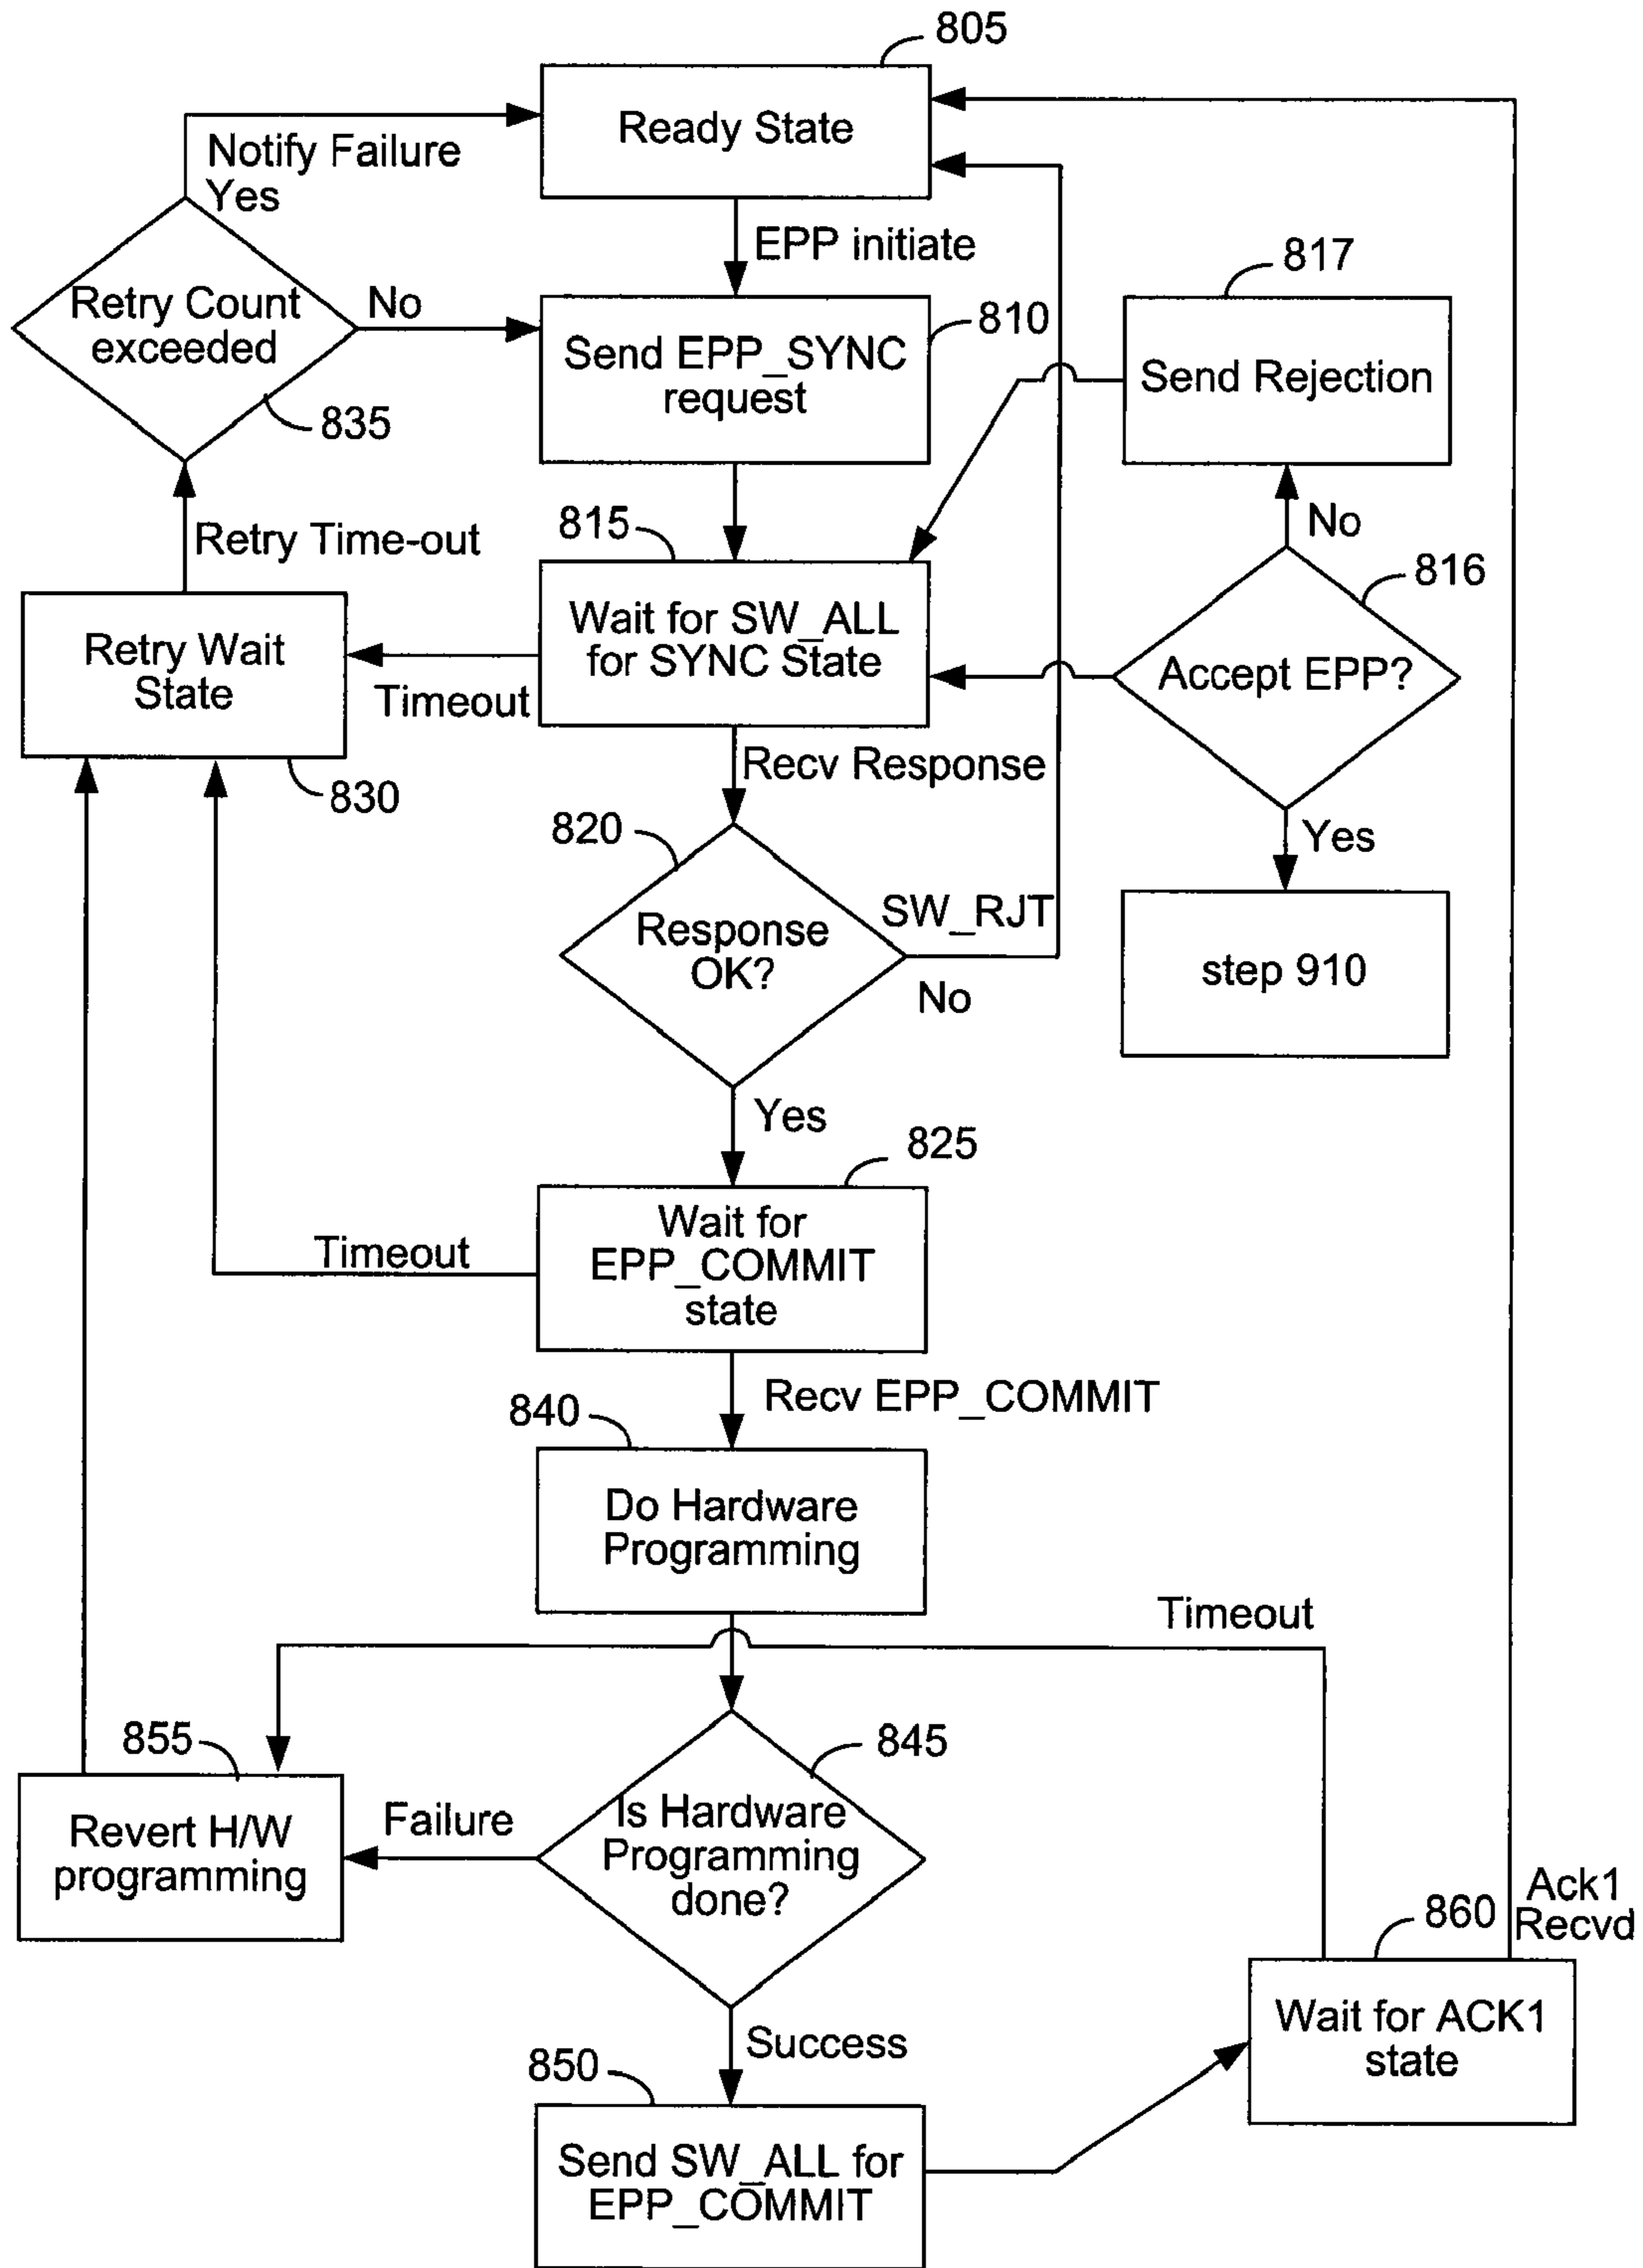 805
Ready State
Notify Failure
Yes
EPP initiate
817
Retry Count
exceeded
No
810
Send EPP_SYNC
request
Send Rejection
835
815
No
Retry Time-out
816
Wait for SW_ALL
for SYNC State
Retry Wait
State
Accept EPP?
Timeout
Recv Response
830
820
Yes
SW_RJT
Response
OK?
step 910
No
Yes
825
Wait for
EPP_COMMIT
state
Timeout
Recv EPP_COMMIT
840
Do Hardware
Programming
Timeout
855
845
Is Hardware
Programming
done?
Failure
Revert H/W
programming
Ack1
Recvd
860
Wait for ACK1
state
Success
850
Send SW_ALL for
EPP_COMMIT